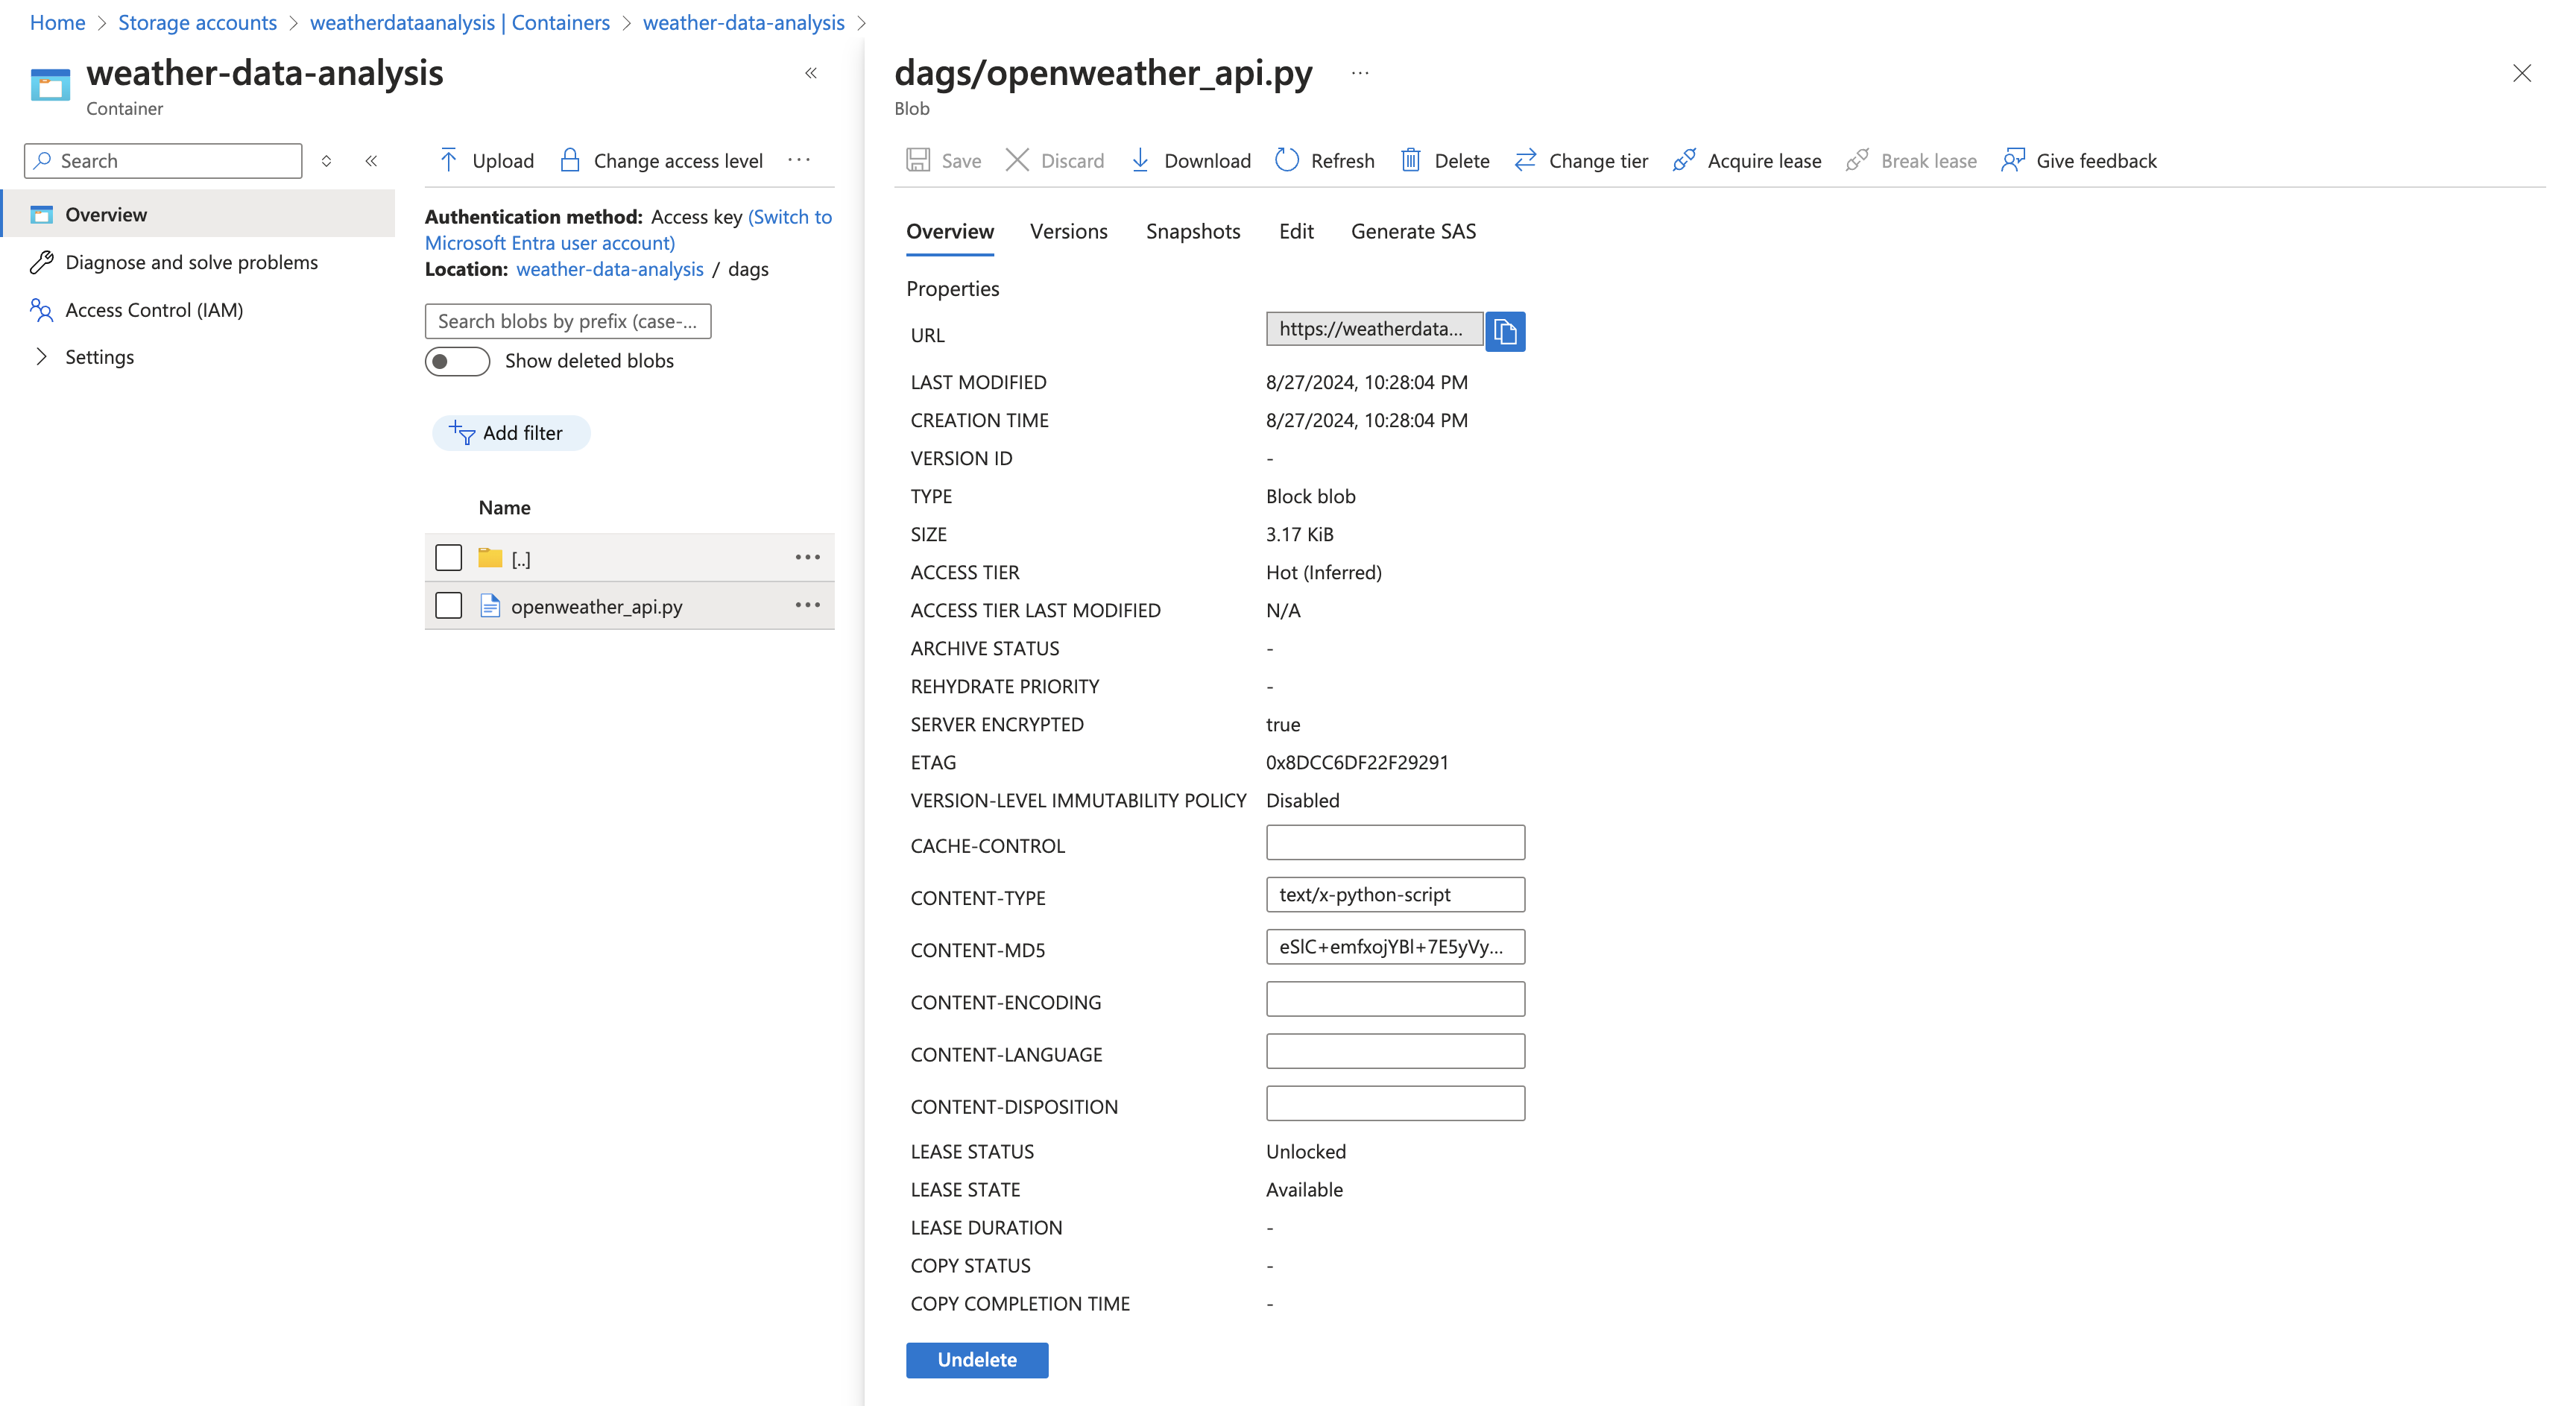 Home > Storage accounts > weatherdataanalysis | Containers > weather-data-analysis >
weather-data-analysis
Container
Search
Overview
Diagnose and solve problems
Access Control (IAM)
Settings
Upload Change access level ...
Authentication method: Access key (Switch to
Microsoft Entra user account)
Location: weather-data-analysis / dags
Search blobs by prefix (case-...
Show deleted blobs
Add filter
Name
[..]
openweather_api.py
dags/openweather_api.py ...
Blob
Save Discard Download Refresh Delete Change tier Acquire lease Break lease Give feedback
Overview Versions Snapshots Edit Generate SAS
Properties
URL https://weatherdata...
LAST MODIFIED 8/27/2024, 10:28:04 PM
CREATION TIME 8/27/2024, 10:28:04 PM
VERSION ID -
TYPE Block blob
SIZE 3.17 KiB
ACCESS TIER Hot (Inferred)
ACCESS TIER LAST MODIFIED N/A
ARCHIVE STATUS -
REHYDRATE PRIORITY -
SERVER ENCRYPTED true
ETAG 0x8DCC6DF22F29291
VERSION-LEVEL IMMUTABILITY POLICY Disabled
CACHE-CONTROL
CONTENT-TYPE text/x-python-script
CONTENT-MD5 eSlC+emfxojYBl+7E5yVy...
CONTENT-ENCODING
CONTENT-LANGUAGE
CONTENT-DISPOSITION
LEASE STATUS Unlocked
LEASE STATE Available
LEASE DURATION -
COPY STATUS -
COPY COMPLETION TIME -
Undelete